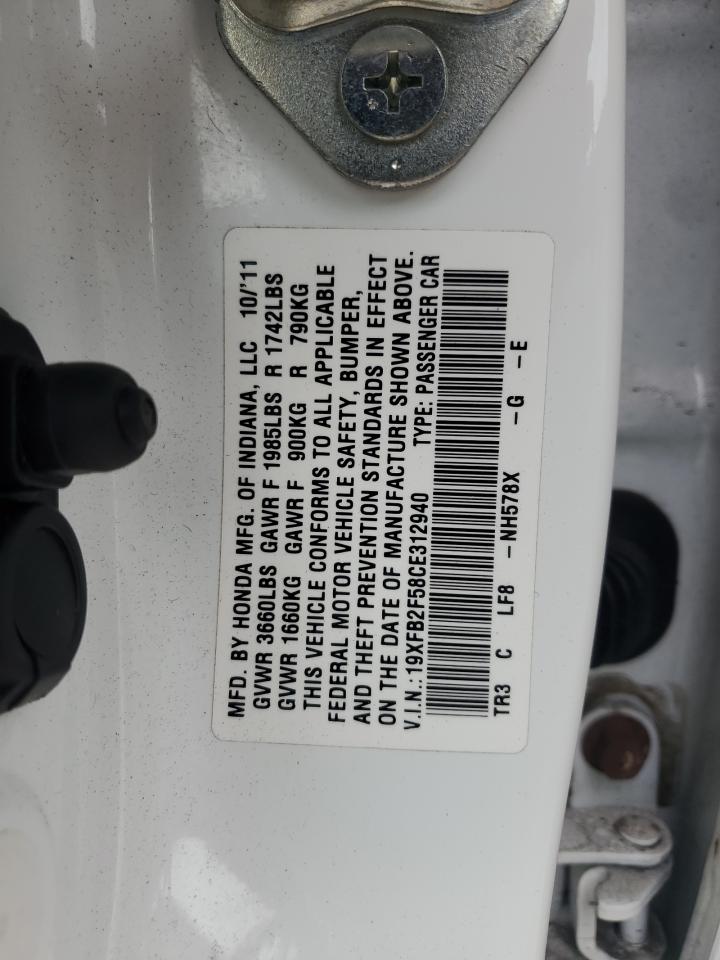 MFD. BY HONDA MFG. OF INDIANA, LLC 10/'11
GVWR 3660LBS GAWR F 1985LBS R 1742LBS
GVWR 1660KG GAWR F 900KG R 790KG
THIS VEHICLE CONFORMS TO ALL APPLICABLE
FEDERAL MOTOR VEHICLE SAFETY, BUMPER,
AND THEFT PREVENTION STANDARDS IN EFFECT
ON THE DATE OF MANUFACTURE SHOWN ABOVE.
V.I.N.:19XFB2F58CE312940 TYPE: PASSENGER CAR
TR3 C LF8 -NH578X -G -E